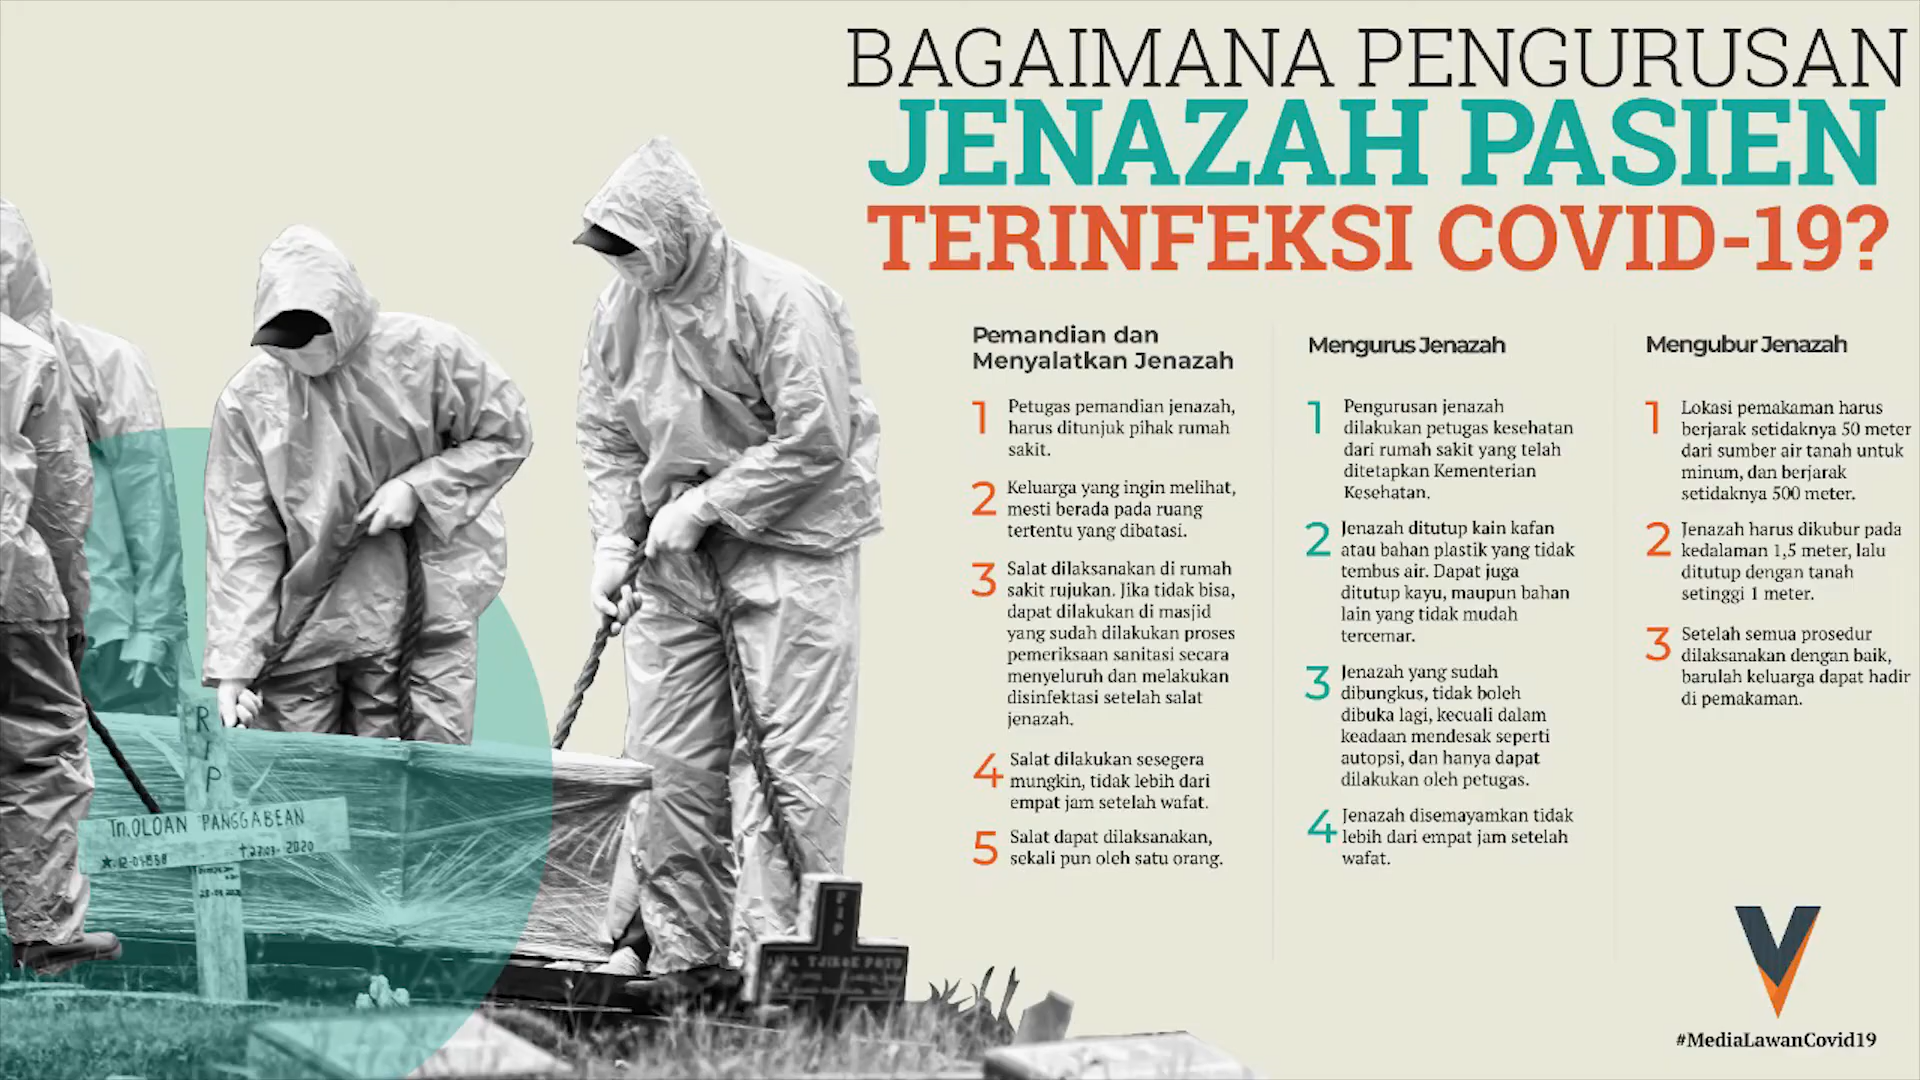 BAGAIMANA PENGURUSAN
JENAZAH PASIEN
TERINFEKSI COVID-19?
Pemandian dan
Menyalatkan Jenazah
1 Petugas pemandian jenazah,
harus ditunjuk pihak rumah
sakit.
2 Keluarga yang ingin melihat,
mesti berada pada ruang
tertentu yang dibatasi.
3 Salat dilaksanakan di rumah
sakit rujukan. Jika tidak bisa,
dapat dilakukan di masjid
yang sudah dilakukan proses
pemeriksaan sanitasi secara
menyeluruh dan melakukan
disinfektasi setelah salat
jenazah.
4 Salat dilakukan sesegera
mungkin, tidak lebih dari
empat jam setelah wafat.
5 Salat dapat dilaksanakan,
sekali pun oleh satu orang.
Mengurus Jenazah
1 Pengurusan jenazah
dilakukan petugas kesehatan
dari rumah sakit yang telah
ditetapkan Kementerian
Kesehatan.
2 Jenazah ditutup kain kafan
atau bahan plastik yang tidak
tembus air. Dapat juga
ditutup kayu, maupun bahan
lain yang tidak mudah
tercemar.
3 Jenazah yang sudah
dibungkus, tidak boleh
dibuka lagi, kecuali dalam
keadaan mendesak seperti
autopsi, dan hanya dapat
dilakukan oleh petugas.
4 Jenazah disemayamkan tidak
lebih dari empat jam setelah
wafat.
Mengubur Jenazah
1 Lokasi pemakaman harus
berjarak setidaknya 50 meter
dari sumber air tanah untuk
minum, dan berjarak
setidaknya 500 meter.
2 Jenazah harus dikubur pada
kedalaman 1,5 meter, lalu
ditutup dengan tanah
setinggi 1 meter.
3 Setelah semua prosedur
dilaksanakan dengan baik,
barulah keluarga dapat hadir
di pemakaman.
#MediaLawanCovid19
RIP
Tn.OLOAN PANGGABEAN
2020